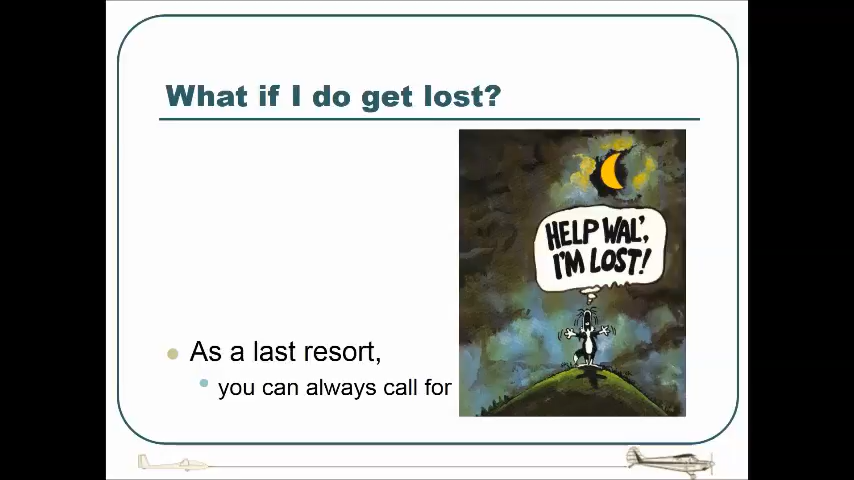 What if I do get lost?
HELP WAL',
I'M LOST!
As a last resort,
you can always call for